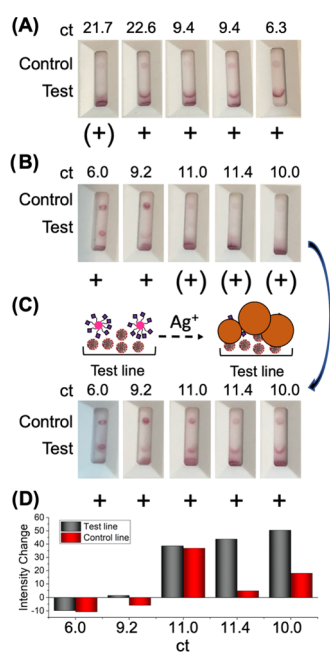 (A)
ct 21.7 22.6 9.4 9.4 6.3
Control
Test
(+) + + + +
(B)
ct 6.0 9.2 11.0 11.4 10.0
Control
Test
+ + (+) (+) (+)
(C)
Ag+
Test line Test line
ct 6.0 9.2 11.0 11.4 10.0
Control
Test
+ + + + +
(D)
60
50
40
30
20
10
0
-10
Intensity Change
Test line
Control line
6.0 9.2 11.0 11.4 10.0
ct